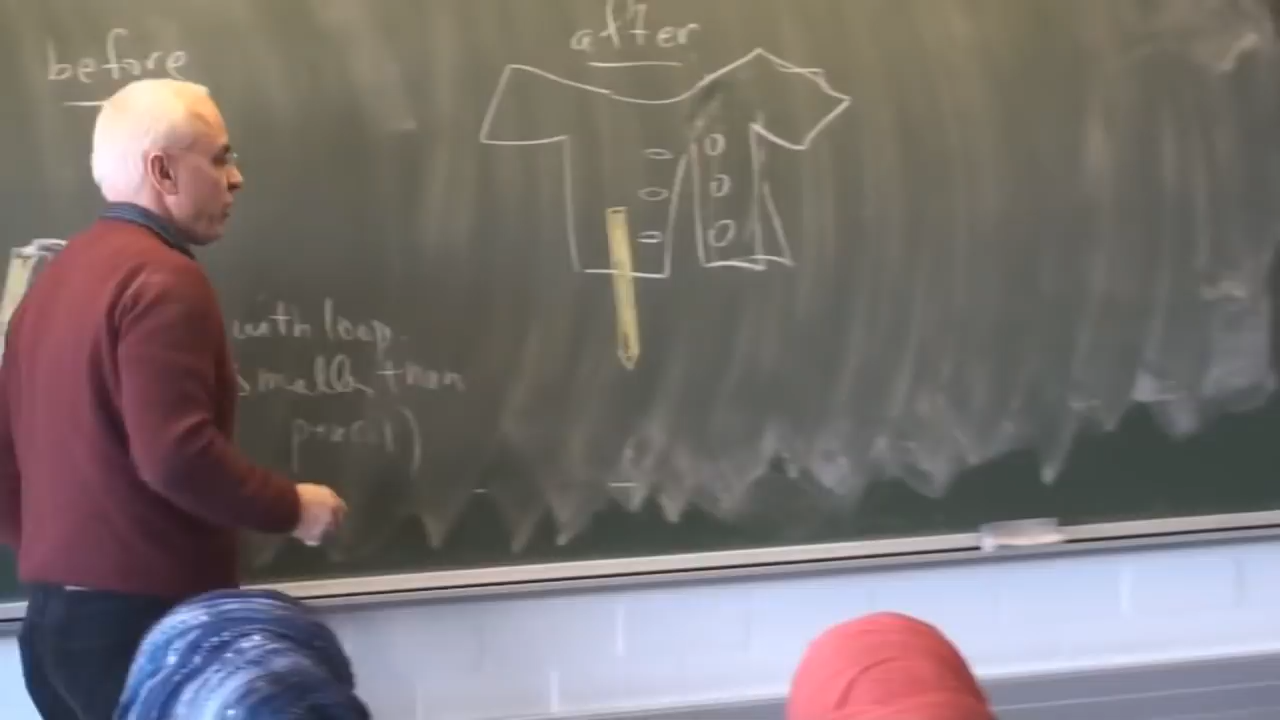 before
after
with loop
smaller than
pencil)